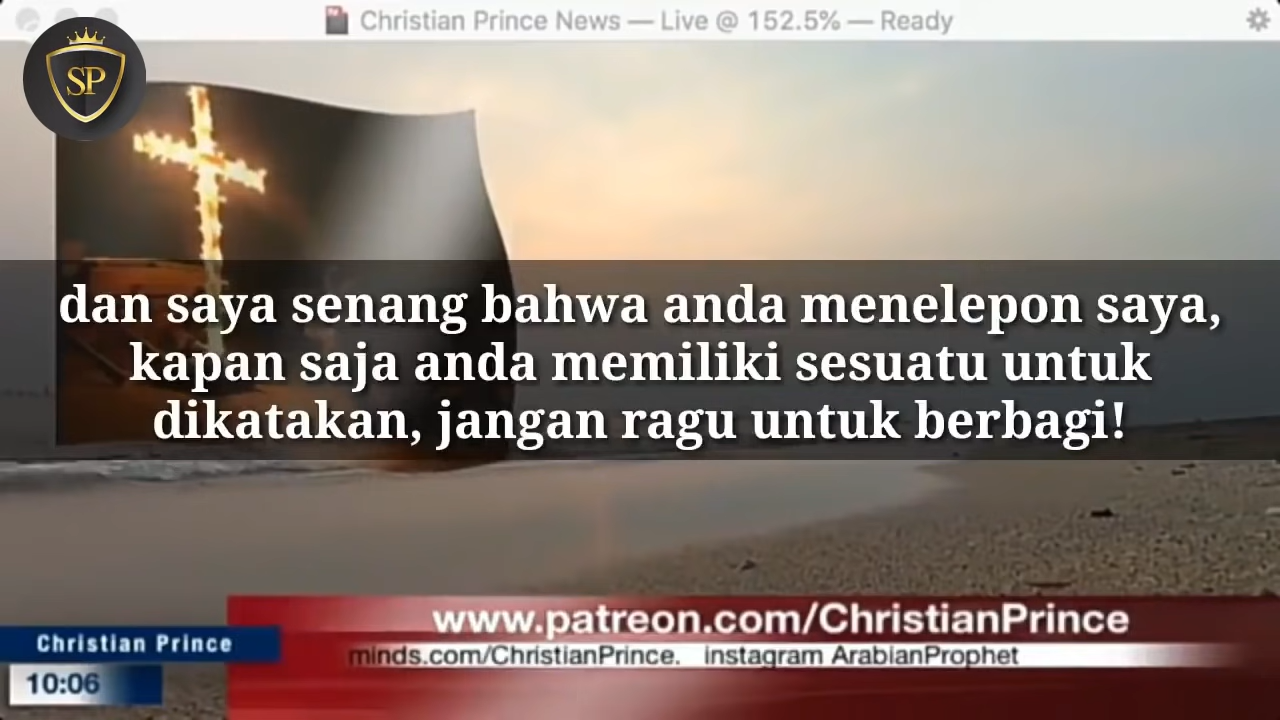 Christian Prince News — Live @ 152.5% — Ready
SP
dan saya senang bahwa anda menelepon saya,
kapan saja anda memiliki sesuatu untuk
dikatakan, jangan ragu untuk berbagi!
www.patreon.com/ChristianPrince
Christian Prince
minds.com/ChristianPrince. instagram ArabianProphet
10:06